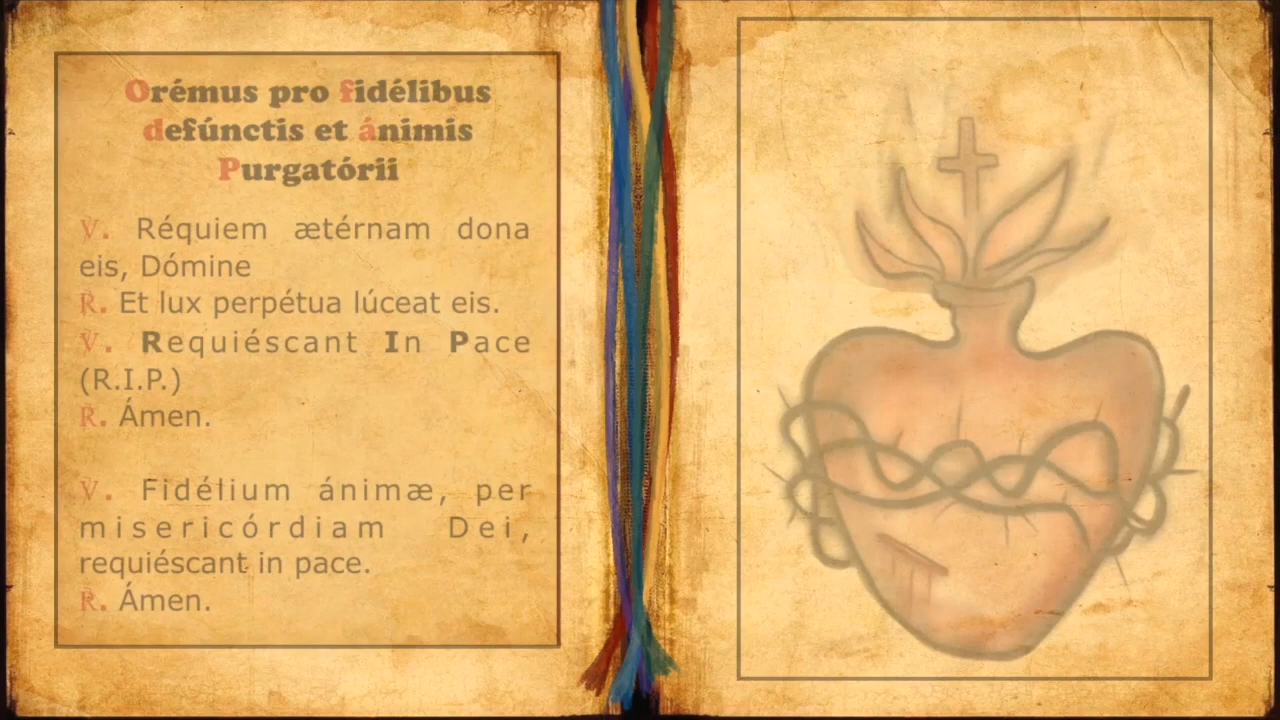 Orémus pro fidélibus
defúnctis et ánimis
Purgatórii
℣. Réquiem ætérnam dona
eis, Dómine
℟. Et lux perpétua lúceat eis.
℣. Requiéscant In Pace
(R.I.P.)
℟. Ámen.
℣. Fidélium ánimæ, per
misericórdiam Dei,
requiéscant in pace.
℟. Ámen.